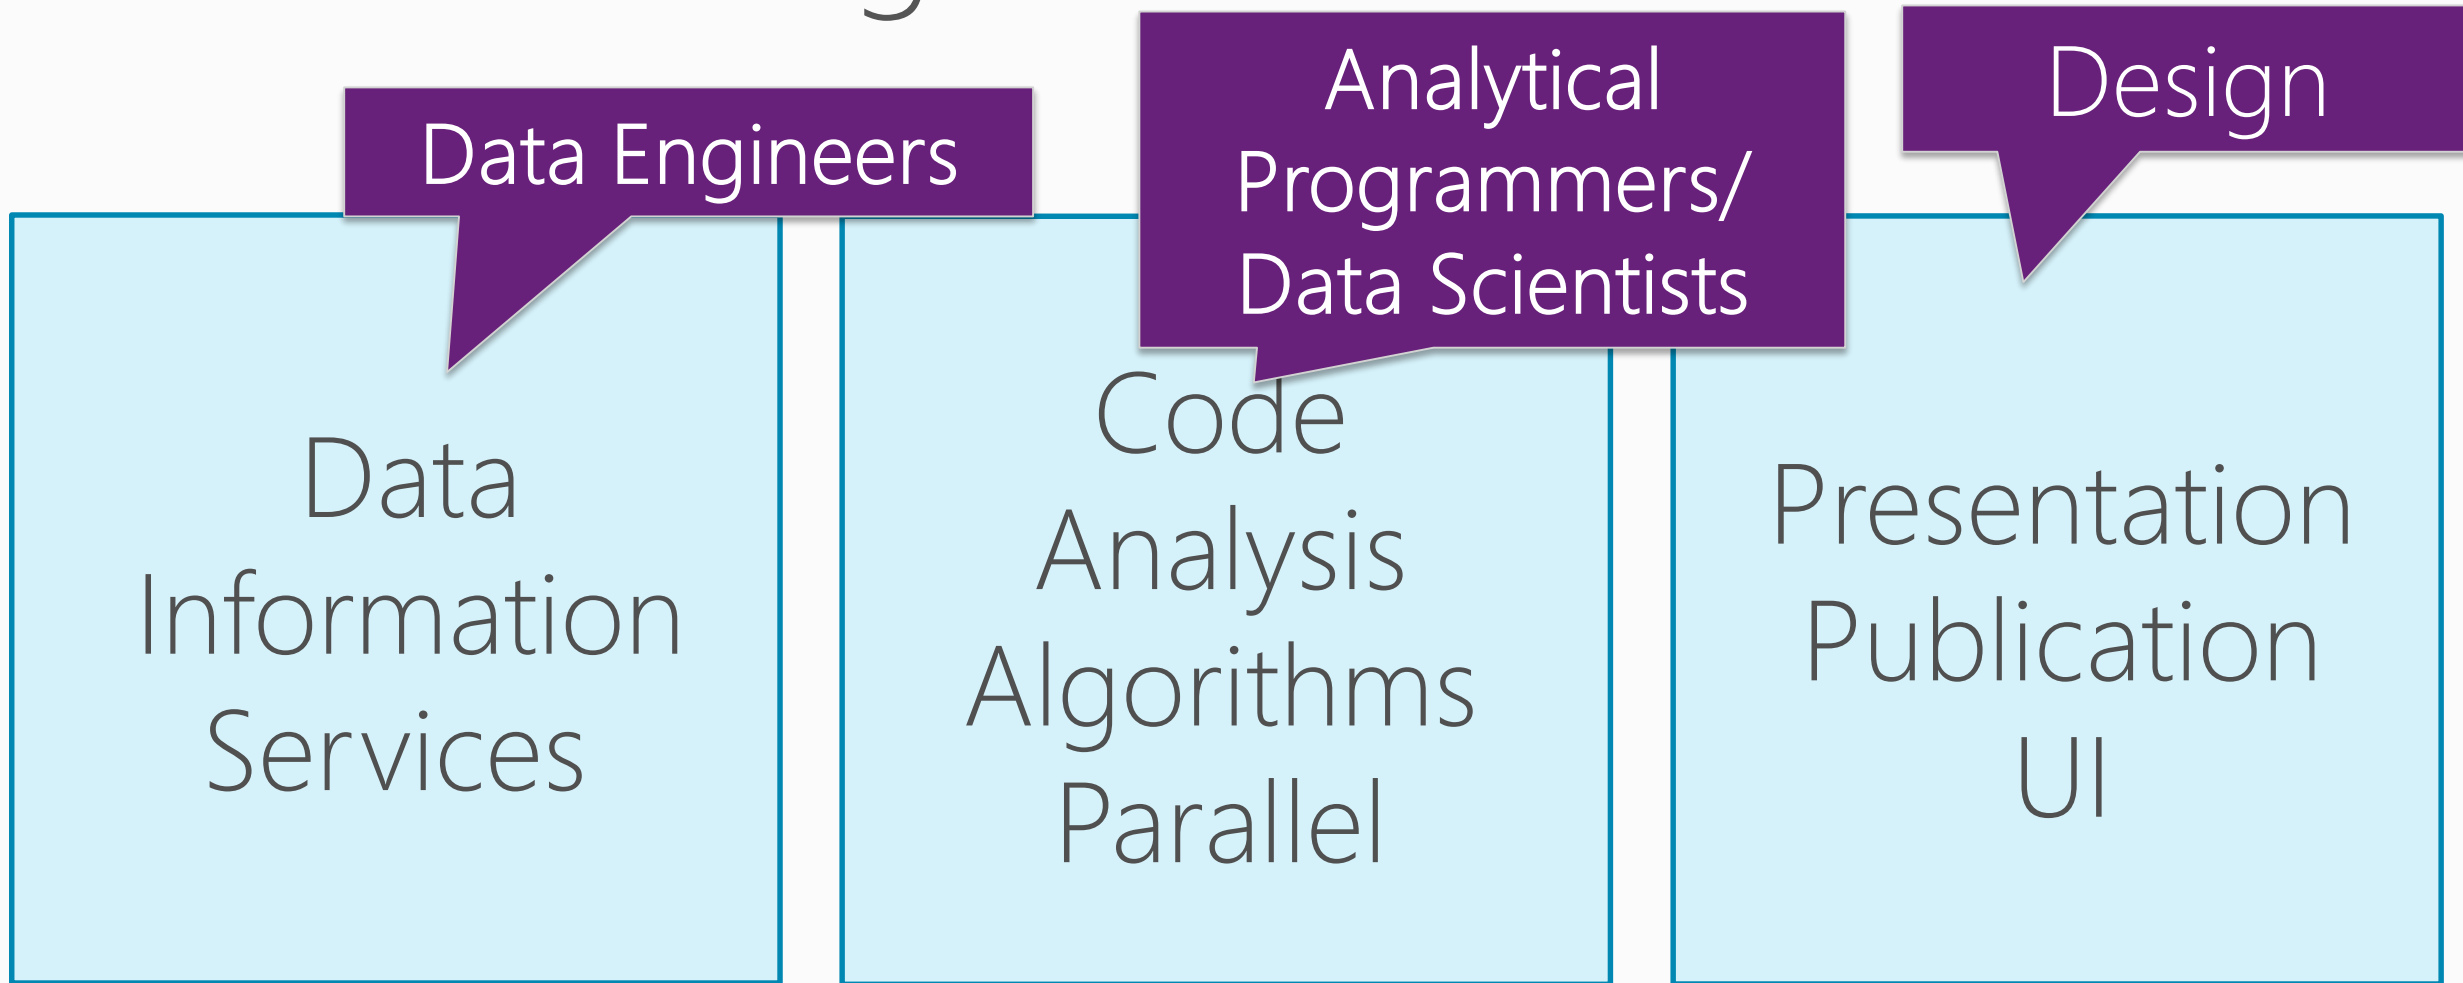 Data Engineers
Analytical
Programmers/
Data Scientists
Design
Data
Information
Services
Code
Analysis
Algorithms
Parallel
Presentation
Publication
UI